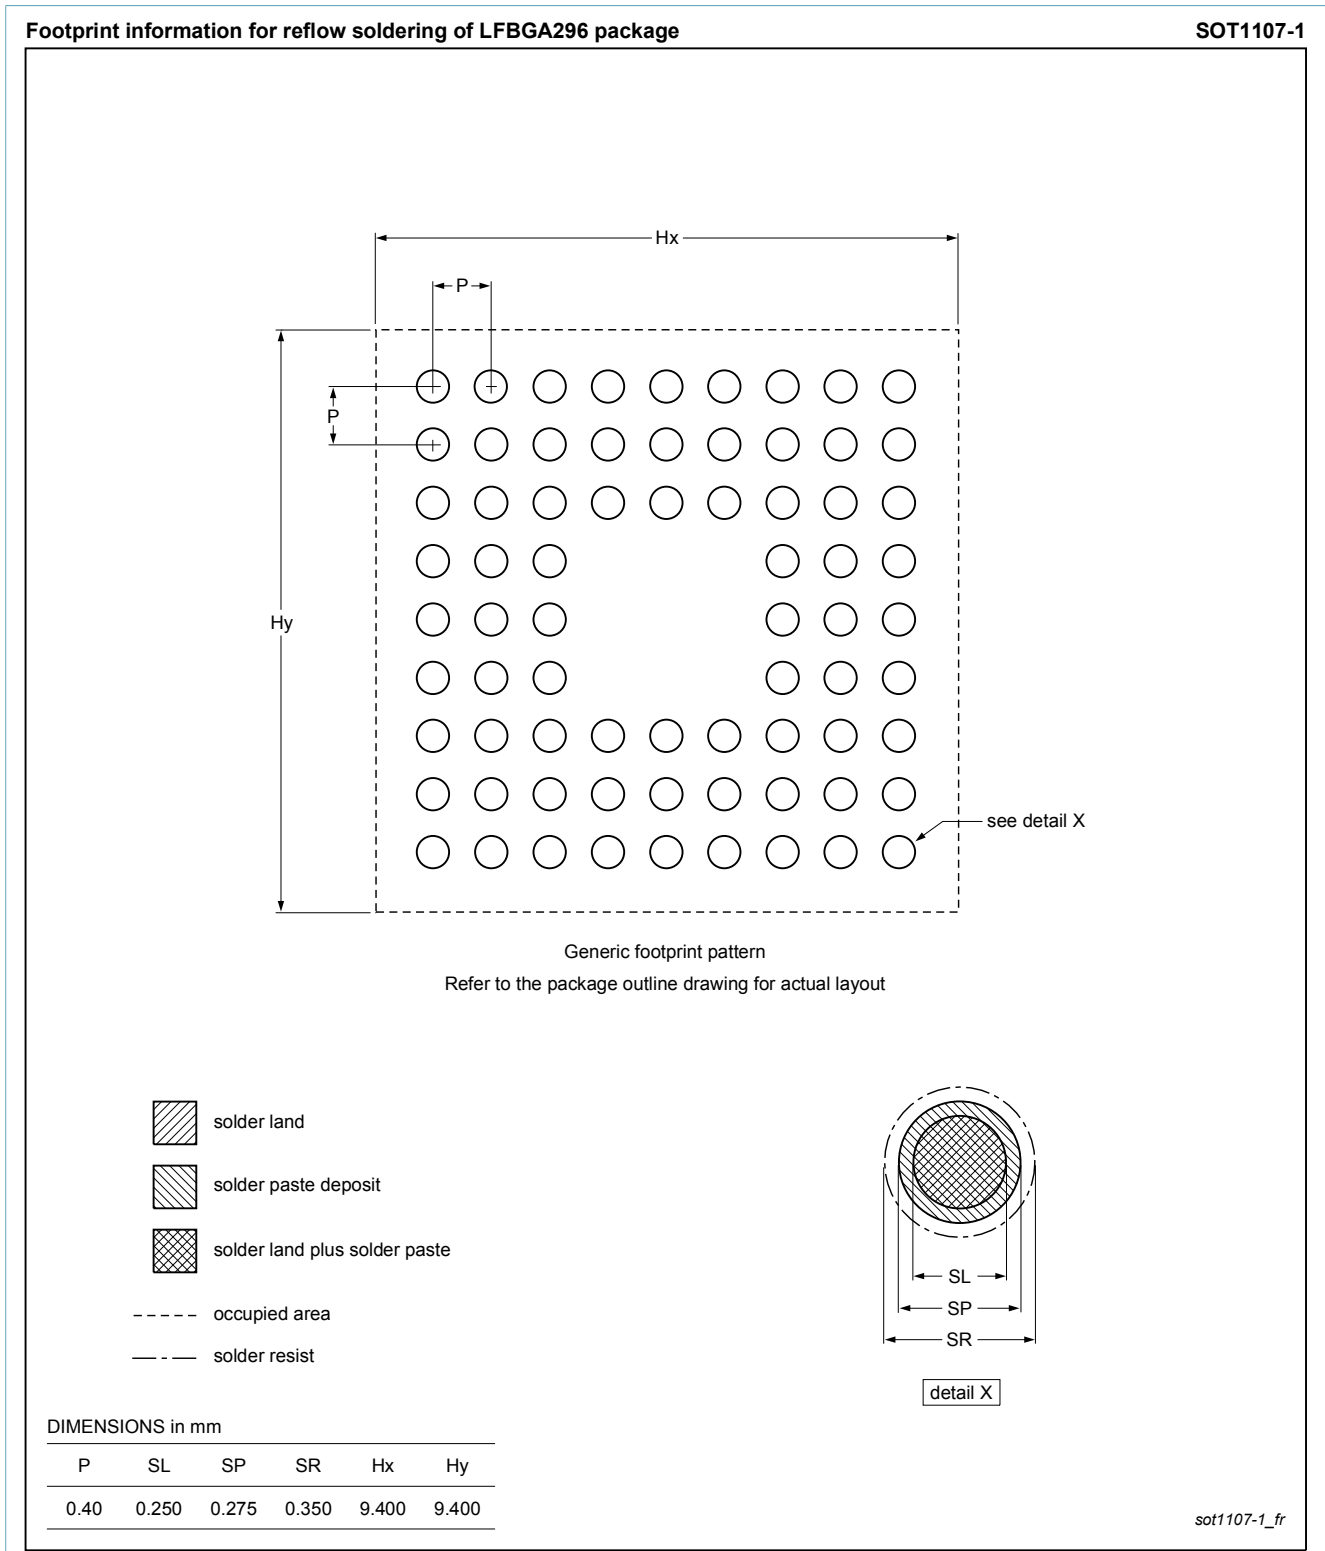 Footprint information for reflow soldering of LFBGA296 package SOT1107-1
Hx
P
P
Hy
see detail X
Generic footprint pattern
Refer to the package outline drawing for actual layout
solder land
solder paste deposit
solder land plus solder paste
occupied area
solder resist
SL
SP
SR
detail X
DIMENSIONS in mm
P SL SP SR Hx Hy
0.40 0.250 0.275 0.350 9.400 9.400
sot1107-1_fr